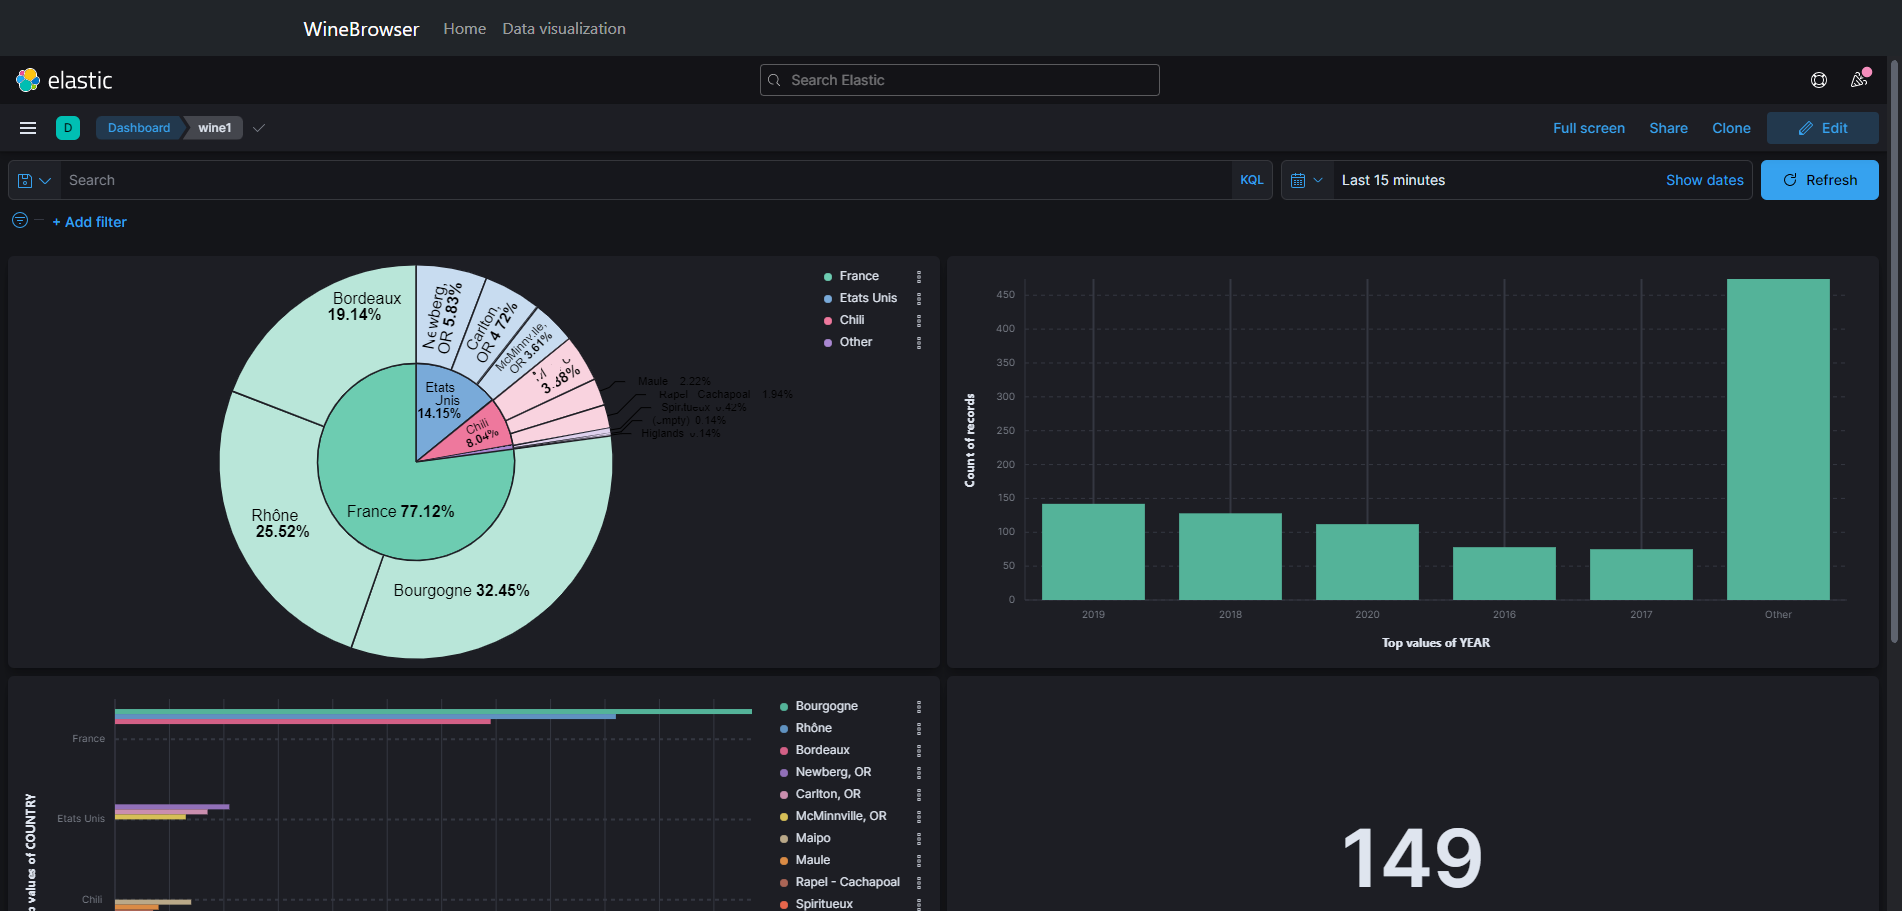 WineBrowser Home Data visualization
elastic Search Elastic
D Dashboard wine1 Full screen Share Clone Edit
Search KQL Last 15 minutes Show dates Refresh
+ Add filter
Bordeaux
19.14%
Newberg,
OR 5.83%
Carlton,
OR 4 72%
McMinnville,
OR 3.61%
3.38%
Maule 2.22%
Rapel Cachapoal 1.94%
Spiritueux 0.42%
(empty) 0.14%
Higlands 0.14%
Etats
Unis
14.15%
Chili
8.04%
France 77.12%
Rhône
25.52%
Bourgogne 32.45%
France
Etats Unis
Chili
Other
Count of records
450
400
350
300
250
200
150
100
50
0
2019 2018 2020 2016 2017 Other
Top values of YEAR
p values of COUNTRY
France
Etats Unis
Chili
Bourgogne
Rhône
Bordeaux
Newberg, OR
Carlton, OR
McMinnville, OR
Maipo
Maule
Rapel - Cachapoal
Spiritueux
149